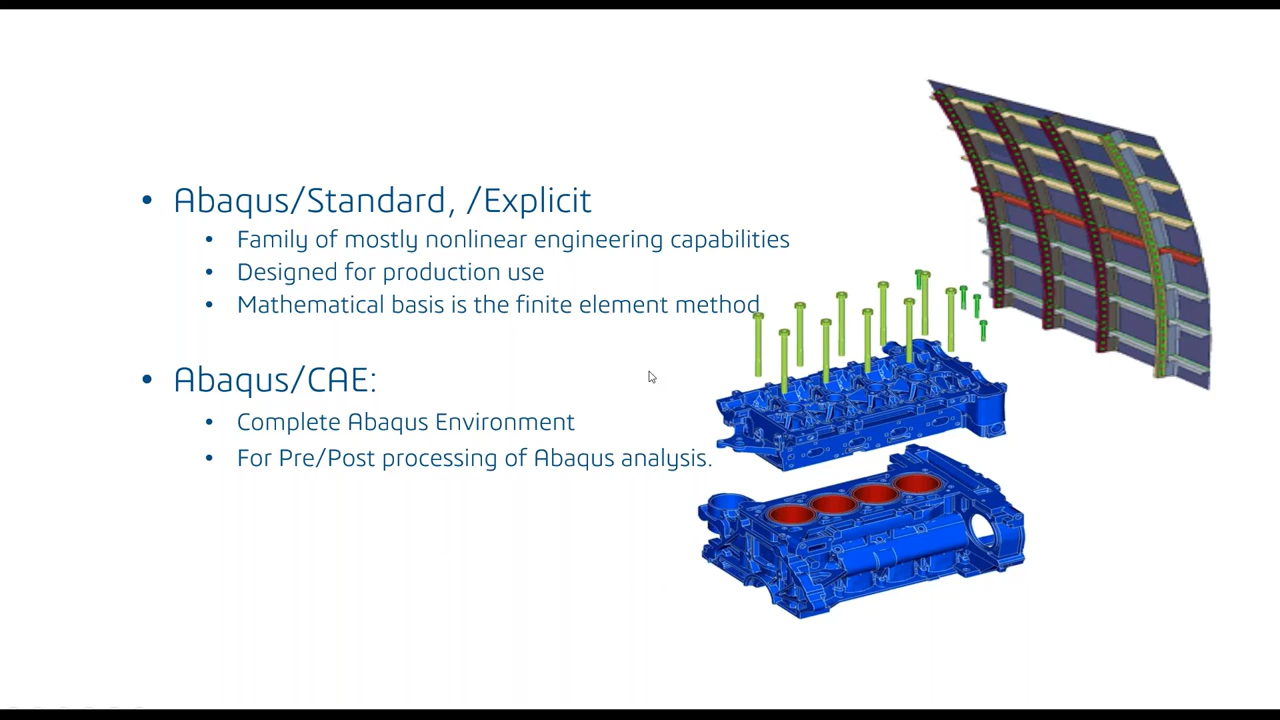 • Abaqus/Standard, /Explicit
• Family of mostly nonlinear engineering capabilities
• Designed for production use
• Mathematical basis is the finite element method
• Abaqus/CAE:
• Complete Abaqus Environment
• For Pre/Post processing of Abaqus analysis.